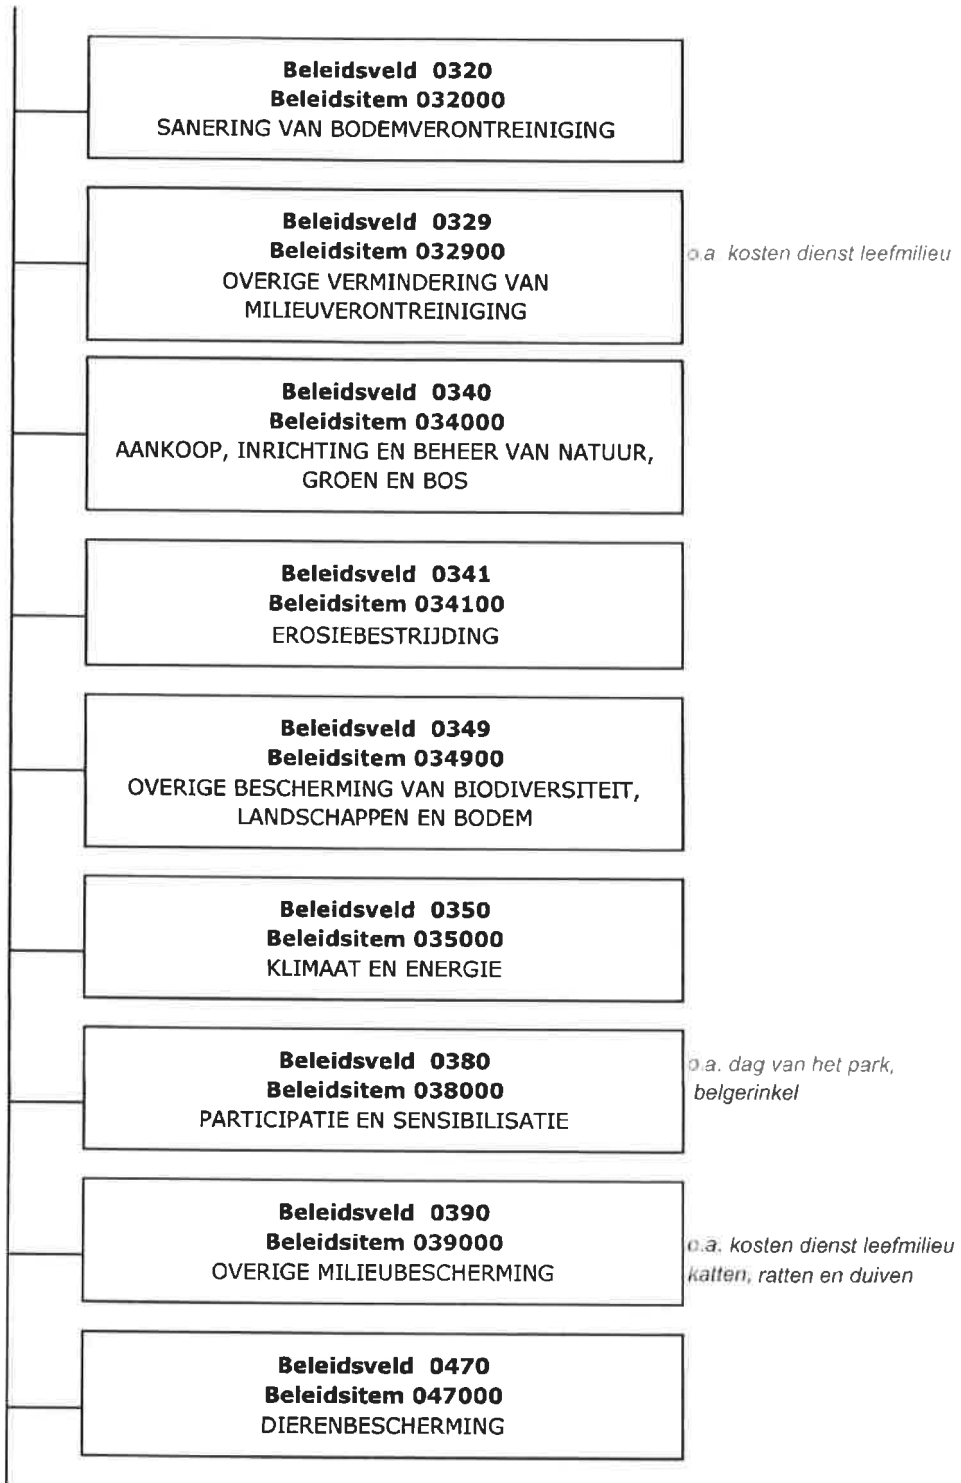 Beleidsveld 0320
Beleidsitem 032000
SANERING VAN BODEMVERONTREINIGING
Beleidsveld 0329
Beleidsitem 032900
OVERIGE VERMINDERING VAN
MILIEUVERONTREINIGING
o.a. kosten dienst leefmilieu
Beleidsveld 0340
Beleidsitem 034000
AANKOOP, INRICHTING EN BEHEER VAN NATUUR,
GROEN EN BOS
Beleidsveld 0341
Beleidsitem 034100
EROSIEBESTRIJDING
Beleidsveld 0349
Beleidsitem 034900
OVERIGE BESCHERMING VAN BIODIVERSITEIT,
LANDSCHAPPEN EN BODEM
Beleidsveld 0350
Beleidsitem 035000
KLIMAAT EN ENERGIE
Beleidsveld 0380
Beleidsitem 038000
PARTICIPATIE EN SENSIBILISATIE
o.a. dag van het park,
belgerinkel
Beleidsveld 0390
Beleidsitem 039000
OVERIGE MILIEUBESCHERMING
o.a. kosten dienst leefmilieu
katten, ratten en duiven
Beleidsveld 0470
Beleidsitem 047000
DIERENBESCHERMING